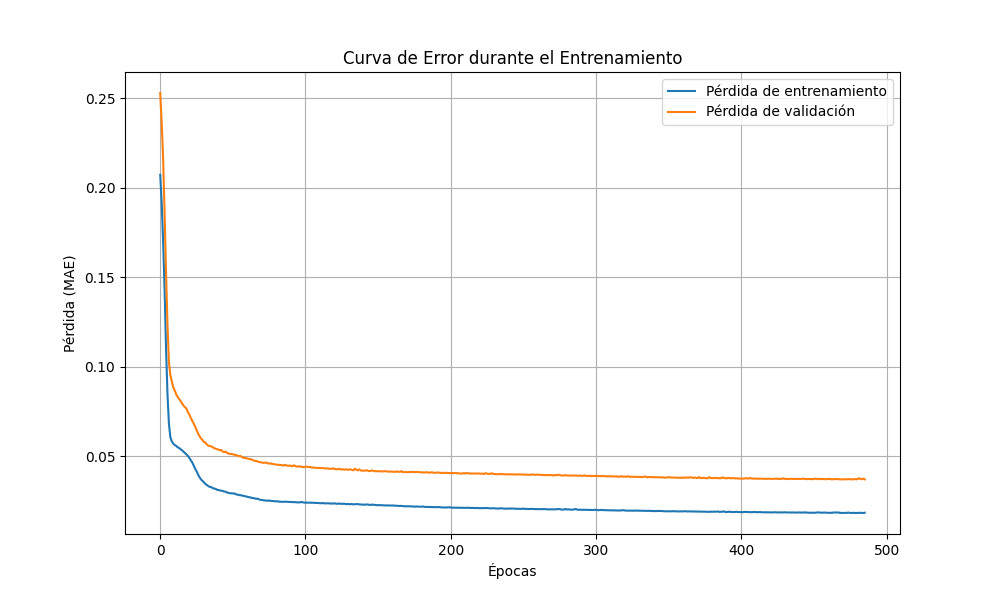 Curva de Error durante el Entrenamiento
Pérdida de entrenamiento
Pérdida de validación
Pérdida (MAE)
0.25
0.20
0.15
0.10
0.05
0 100 200 300 400 500
Épocas